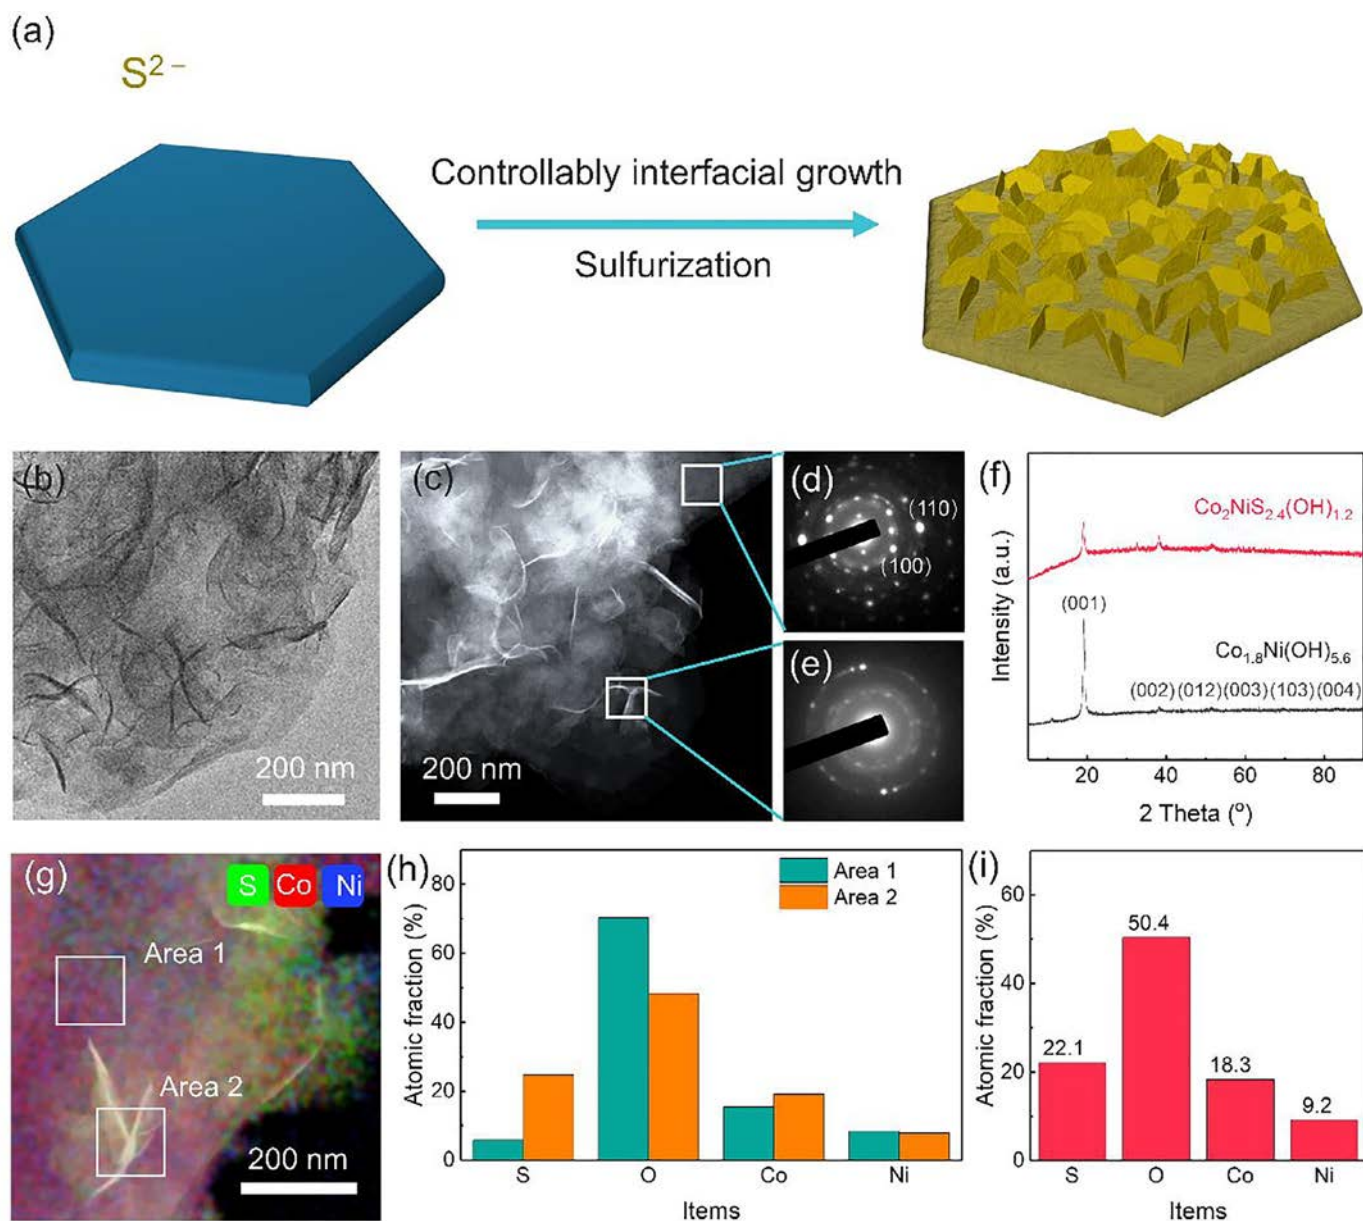 (a)
S²⁻
Controllably interfacial growth
Sulfurization
(b)
200 nm
(c)
200 nm
(d)
(110)
(100)
(e)
(f)
Intensity (a.u.)
Co₂NiS₂.₄(OH)₁.₂
(001)
Co₁.₈Ni(OH)₅.₆
(002) (012) (003) (103) (004)
20 40 60 80
2 Theta (°)
(g)
S Co Ni
Area 1
Area 2
200 nm
(h)
Atomic fraction (%)
80
60
40
20
0
Area 1
Area 2
S O Co Ni
Items
(i)
Atomic fraction (%)
60
40
20
0
22.1
50.4
18.3
9.2
S O Co Ni
Items